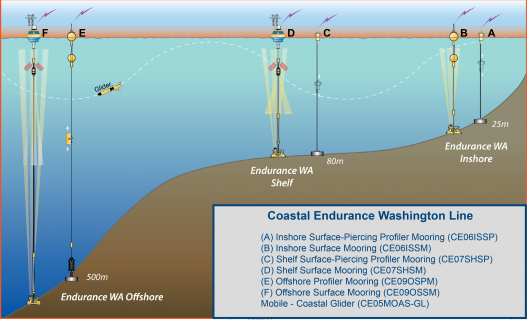 F E D C B A
Glider
25m
80m
Endurance WA
Inshore
Endurance WA
Shelf
500m
Endurance WA Offshore
Coastal Endurance Washington Line
(A) Inshore Surface-Piercing Profiler Mooring (CE06ISSP)
(B) Inshore Surface Mooring (CE06ISSM)
(C) Shelf Surface-Piercing Profiler Mooring (CE07SHSP)
(D) Shelf Surface Mooring (CE07SHSM)
(E) Offshore Profiler Mooring (CE09OSPM)
(F) Offshore Surface Mooring (CE09OSSM)
Mobile - Coastal Glider (CE05MOAS-GL)